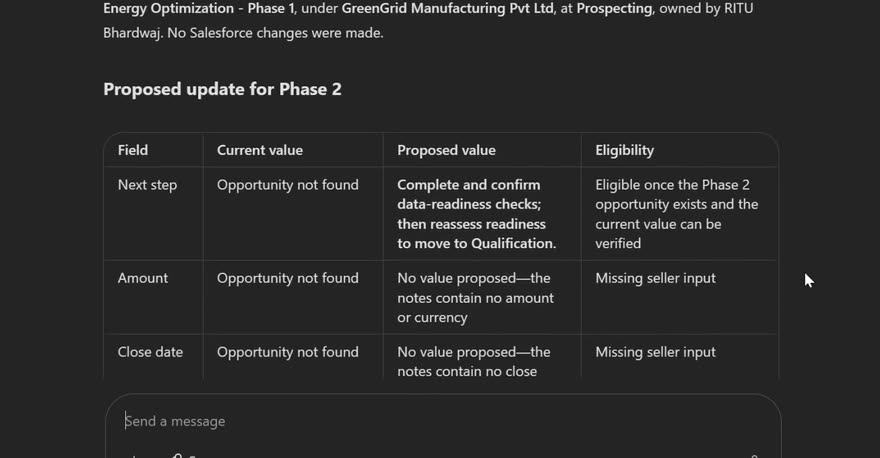 Energy Optimization - Phase 1, under GreenGrid Manufacturing Pvt Ltd, at Prospecting, owned by RITU
Bhardwaj. No Salesforce changes were made.
Proposed update for Phase 2
Field Current value Proposed value Eligibility
Next step Opportunity not found Complete and confirm Eligible once the Phase 2
data-readiness checks; opportunity exists and the
then reassess readiness current value can be
to move to Qualification. verified
Amount Opportunity not found No value proposed—the Missing seller input
notes contain no amount
or currency
Close date Opportunity not found No value proposed—the Missing seller input
notes contain no close
Send a message